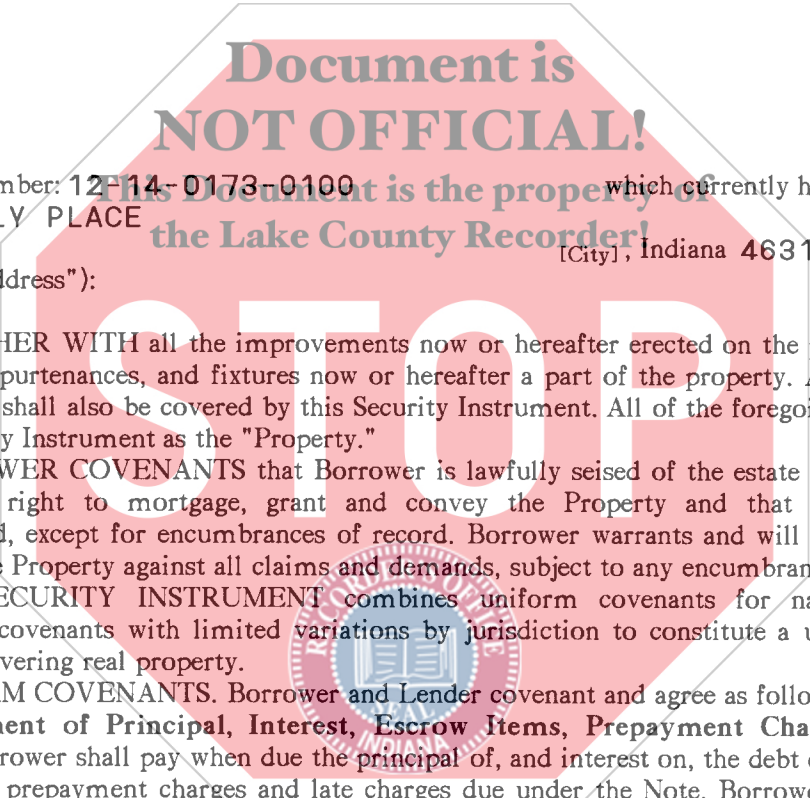 Document is
NOT OFFICIAL!
This Document is the property of
the Lake County Recorder!
mber: 12-14-0173-0100 which currently h
LY PLACE
[City], Indiana 4631
ddress"):
HER WITH all the improvements now or hereafter erected on the
purtenances, and fixtures now or hereafter a part of the property. A
shall also be covered by this Security Instrument. All of the foregoi
y Instrument as the "Property."
WER COVENANTS that Borrower is lawfully seised of the estate
right to mortgage, grant and convey the Property and that
d, except for encumbrances of record. Borrower warrants and will
e Property against all claims and demands, subject to any encumbran
ECURITY INSTRUMENT combines uniform covenants for na
covenants with limited variations by jurisdiction to constitute a u
vering real property.
M COVENANTS. Borrower and Lender covenant and agree as follo
ment of Principal, Interest, Escrow Items, Prepayment Cha
rower shall pay when due the principal of, and interest on, the debt
prepayment charges and late charges due under the Note. Borrowe
STOP
RECORDER'S OFFICE
SEAL
INDIANA